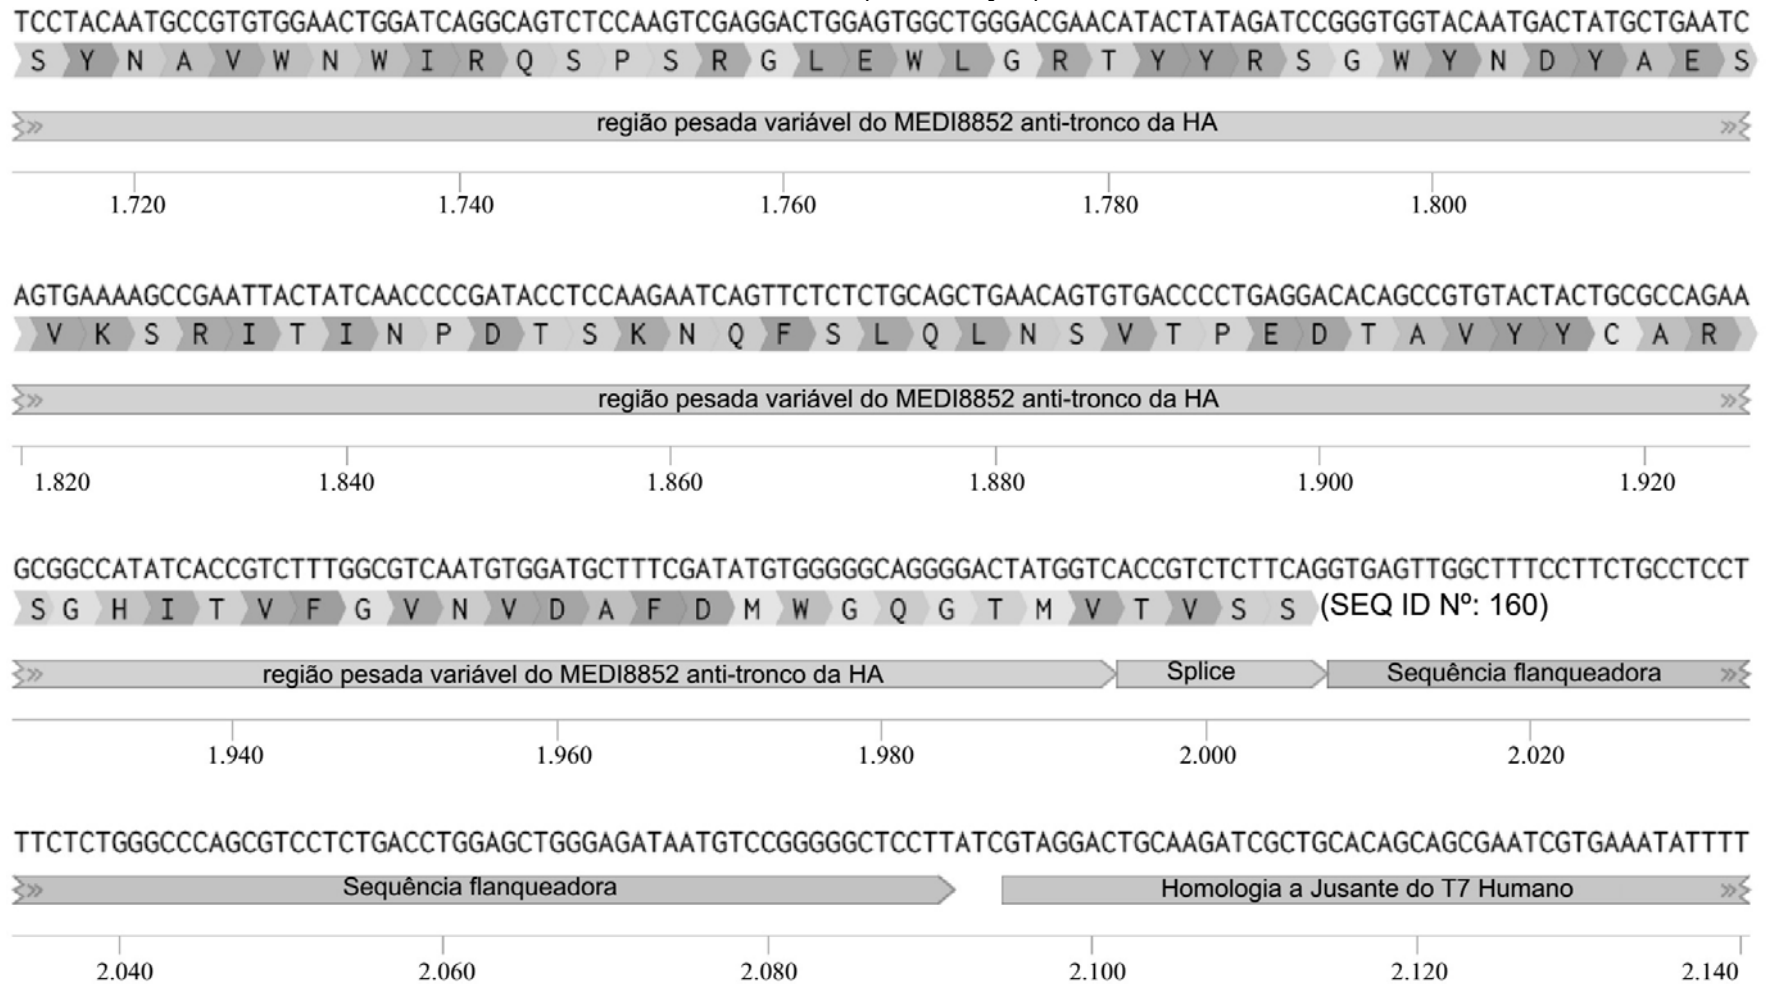 TCCTACAATGCCGTGTGGAACTGGATCAGGCAGTCTCCAAGTCGAGGACTGGAGTGGCTGGGACGAACATACTATAGATCCGGGTGGTACAATGACTATGCTGAATC
S Y N A V W N W I R Q S P S R G L E W L G R T Y Y R S G W Y N D Y A E S
região pesada variável do MEDI8852 anti-tronco da HA
1.720 1.740 1.760 1.780 1.800
AGTGAAAAGCCGAATTACTATCAACCCCGATACCTCCAAGAATCAGTTCTCTCTGCAGCTGAACAGTGTGACCCCTGAGGACACAGCCGTGTACTACTGCGCCAGAA
V K S R I T I N P D T S K N Q F S L Q L N S V T P E D T A V Y Y C A R
região pesada variável do MEDI8852 anti-tronco da HA
1.820 1.840 1.860 1.880 1.900 1.920
GCGGCCATATCACCGTCTTTGGCGTCAATGTGGATGCTTTCGATATGTGGGGGCAGGGGACTATGGTCACCGTCTCTTCAGGTGAGTTGGCTTTCCTTCTGCCTCCT
S G H I T V F G V N V D A F D M W G Q G T M V T V S S (SEQ ID Nº: 160)
região pesada variável do MEDI8852 anti-tronco da HA Splice Sequência flanqueadora
1.940 1.960 1.980 2.000 2.020
TTCTCTGGGCCCAGCGTCCTCTGACCTGGAGCTGGGAGATAATGTCCGGGGGCTCCTTATCGTAGGACTGCAAGATCGCTGCACAGCAGCGAATCGTGAAATATTTT
Sequência flanqueadora Homologia a Jusante do T7 Humano
2.040 2.060 2.080 2.100 2.120 2.140